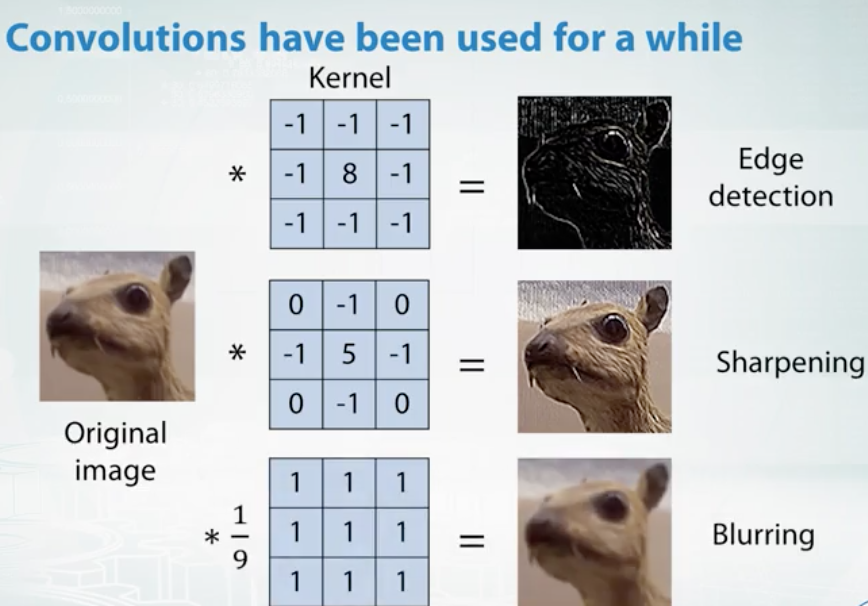 Convolutions have been used for a while
Kernel
-1 -1 -1
* -1 8 -1 =
-1 -1 -1
Edge
detection
0 -1 0
* -1 5 -1 =
0 -1 0
Sharpening
Original
image
1 1 1
* 1/9 1 1 1 =
1 1 1
Blurring